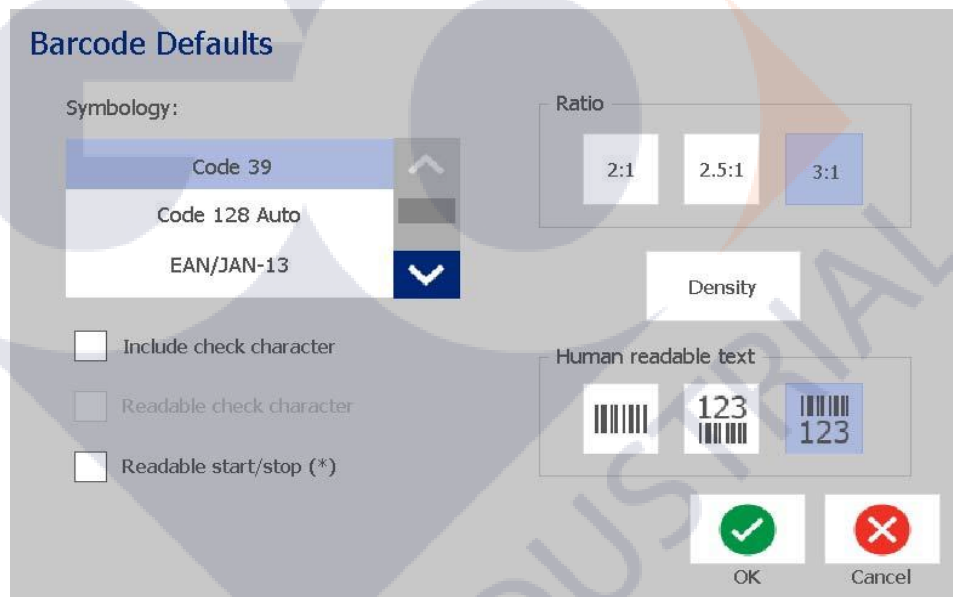 Barcode Defaults
Symbology:
Code 39
Code 128 Auto
EAN/JAN-13
Include check character
Readable check character
Readable start/stop (*)
Ratio
2:1
2.5:1
3:1
Density
Human readable text
123
123
OK
Cancel
USTRIAL